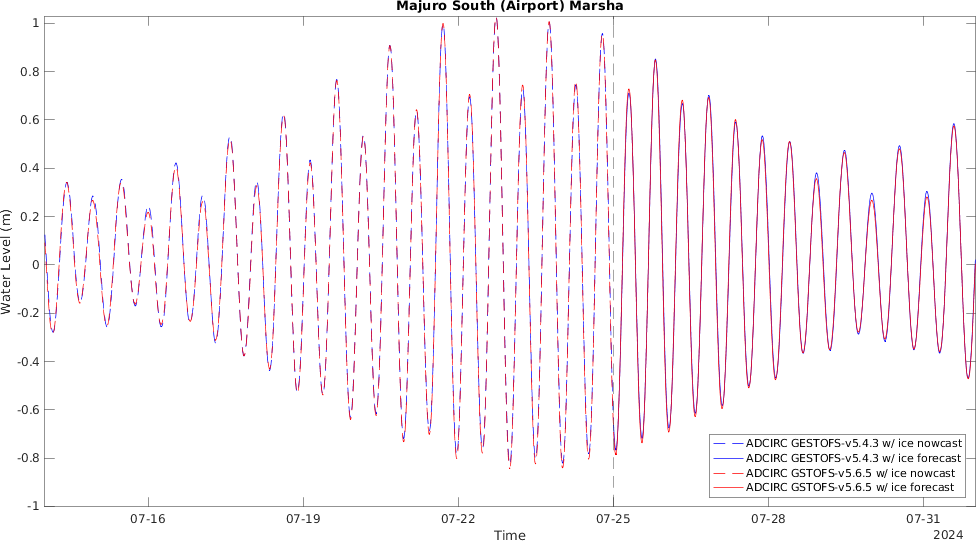 Majuro South (Airport) Marsha
Water Level (m)
1
0.8
0.6
0.4
0.2
0
-0.2
-0.4
-0.6
-0.8
-1
ADCIRC GESTOFS-v5.4.3 w/ ice nowcast
ADCIRC GESTOFS-v5.4.3 w/ ice forecast
ADCIRC GSTOFS-v5.6.5 w/ ice nowcast
ADCIRC GSTOFS-v5.6.5 w/ ice forecast
07-16 07-19 07-22 07-25 07-28 07-31
Time
2024